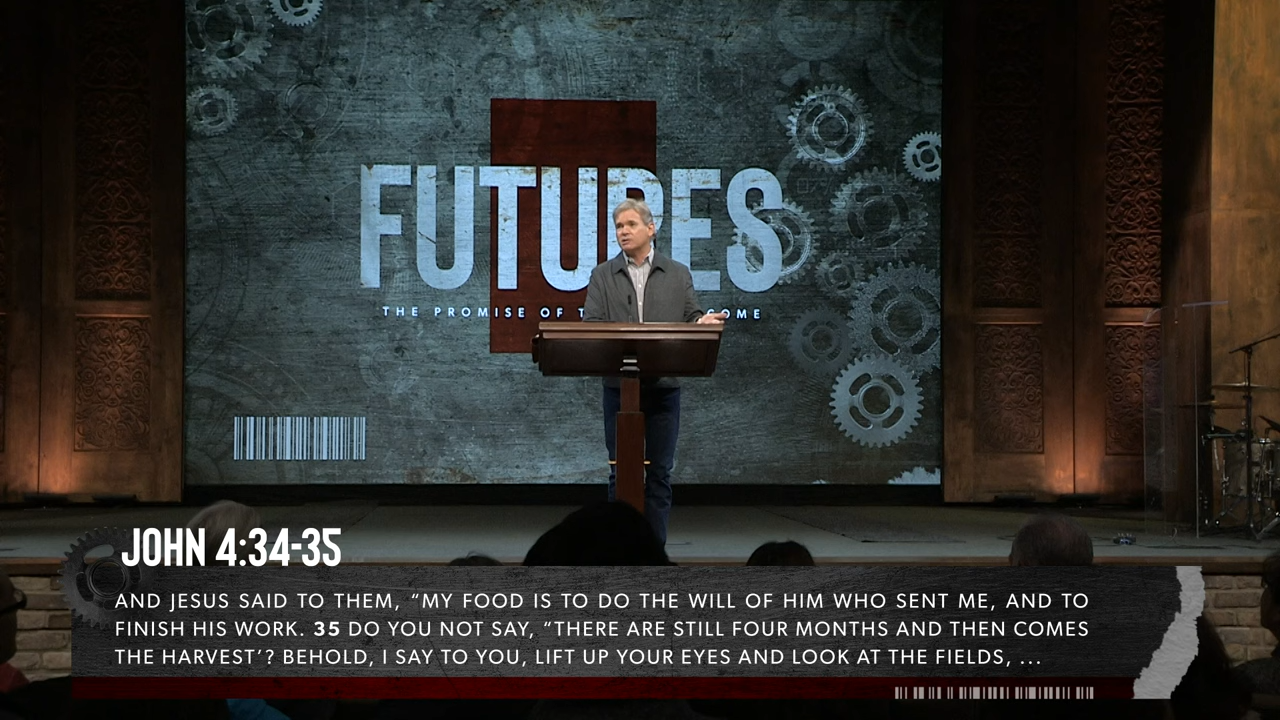 FUTURES
THE PROMISE OF COME
JOHN 4:34-35
AND JESUS SAID TO THEM, “MY FOOD IS TO DO THE WILL OF HIM WHO SENT ME, AND TO
FINISH HIS WORK. 35 DO YOU NOT SAY, “THERE ARE STILL FOUR MONTHS AND THEN COMES
THE HARVEST’? BEHOLD, I SAY TO YOU, LIFT UP YOUR EYES AND LOOK AT THE FIELDS, ...